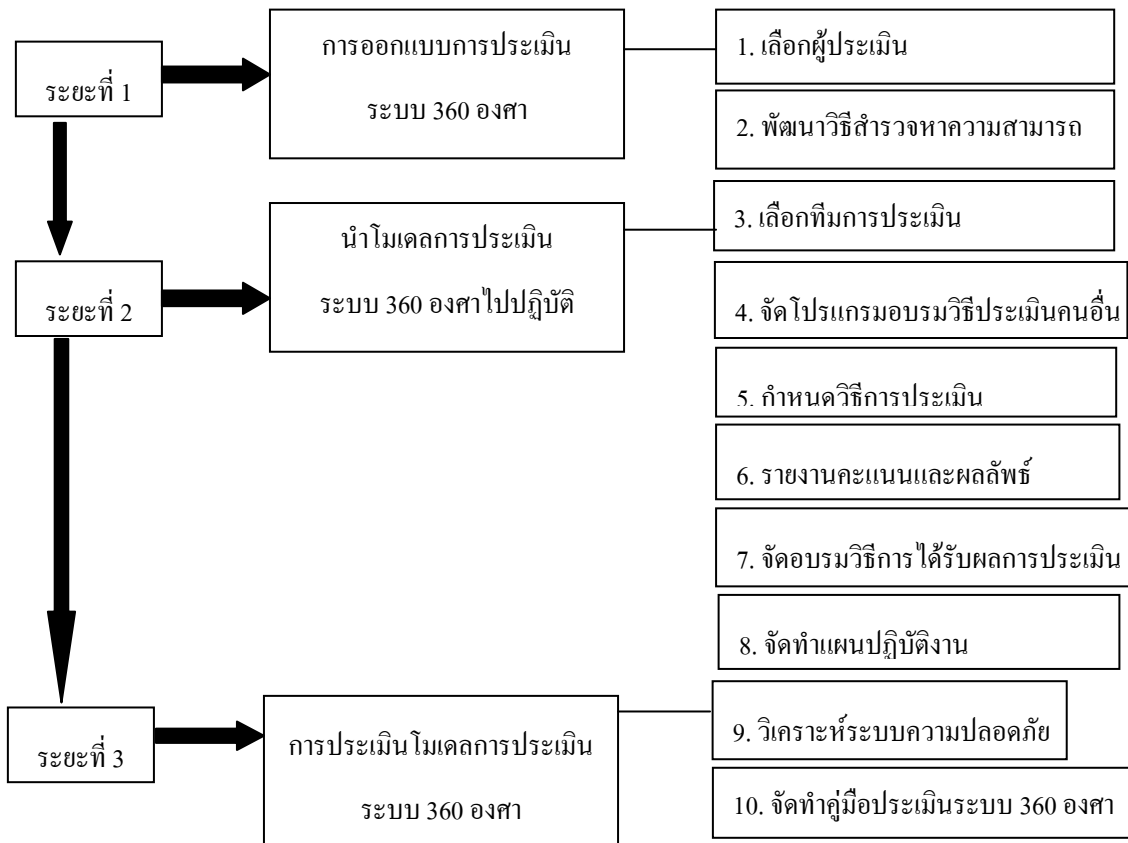 ระยะที่ 1
การออกแบบการประเมิน
ระบบ 360 องศา
1. เลือกผู้ประเมิน
2. พัฒนาวิธีสำรวจหาความสามารถ
ระยะที่ 2
นำโมเดลการประเมิน
ระบบ 360 องศาไปปฏิบัติ
3. เลือกทีมการประเมิน
4. จัดโปรแกรมอบรมวิธีประเมินคนอื่น
5. กำหนดวิธีการประเมิน
6. รายงานคะแนนและผลลัพธ์
7. จัดอบรมวิธีการได้รับผลการประเมิน
8. จัดทำแผนปฏิบัติงาน
ระยะที่ 3
การประเมินโมเดลการประเมิน
ระบบ 360 องศา
9. วิเคราะห์ระบบความปลอดภัย
10. จัดทำคู่มือประเมินระบบ 360 องศา